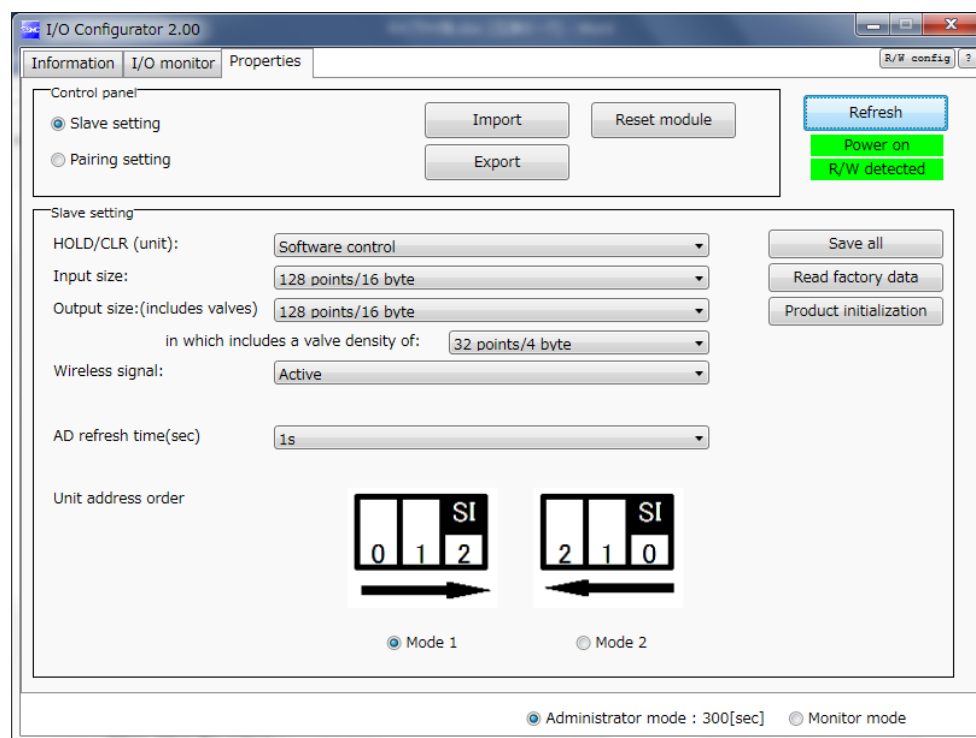 I/O Configurator 2.00
Information I/O monitor Properties R/W config ?
Control panel
Slave setting Import Reset module Refresh
Power on
Pairing setting Export
R/W detected
Slave setting
HOLD/CLR (unit): Software control Save all
Input size: 128 points/16 byte Read factory data
Output size:(includes valves) 128 points/16 byte Product initialization
in which includes a valve density of: 32 points/4 byte
Wireless signal: Active
AD refresh time(sec) 1s
Unit address order
SI SI
0 1 2 2 1 0
Mode 1 Mode 2
Administrator mode : 300[sec] Monitor mode